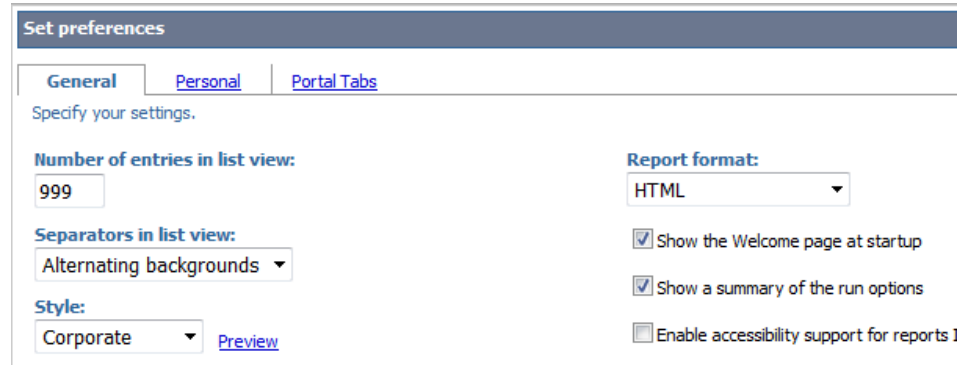 Set preferences
General Personal Portal Tabs
Specify your settings.
Number of entries in list view:
999
Separators in list view:
Alternating backgrounds
Style:
Corporate Preview
Report format:
HTML
Show the Welcome page at startup
Show a summary of the run options
Enable accessibility support for reports I